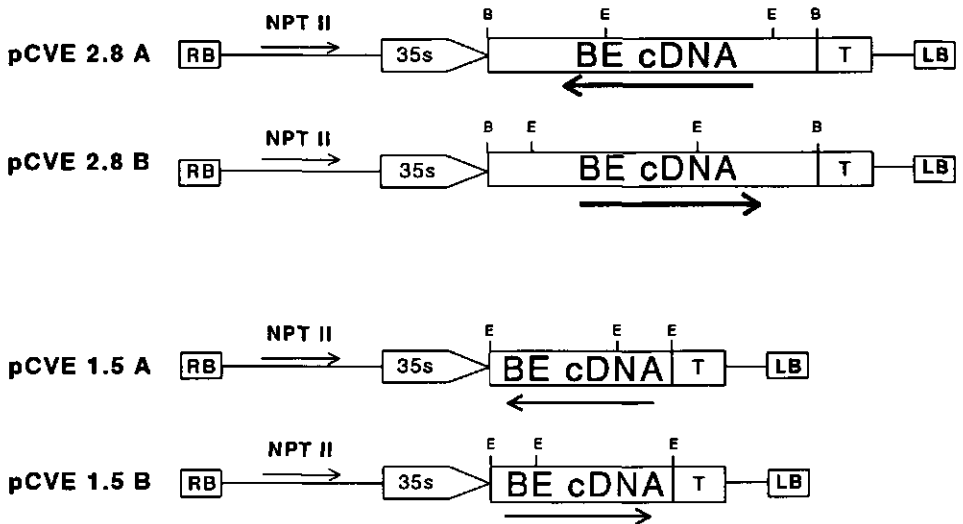 NPT II B E E B
pCVE 2.8 A RB 35s BE cDNA T LB
NPT II B E E B
pCVE 2.8 B RB 35s BE cDNA T LB
NPT II E E E
pCVE 1.5 A RB 35s BE cDNA T LB
NPT II E E E
pCVE 1.5 B RB 35s BE cDNA T LB